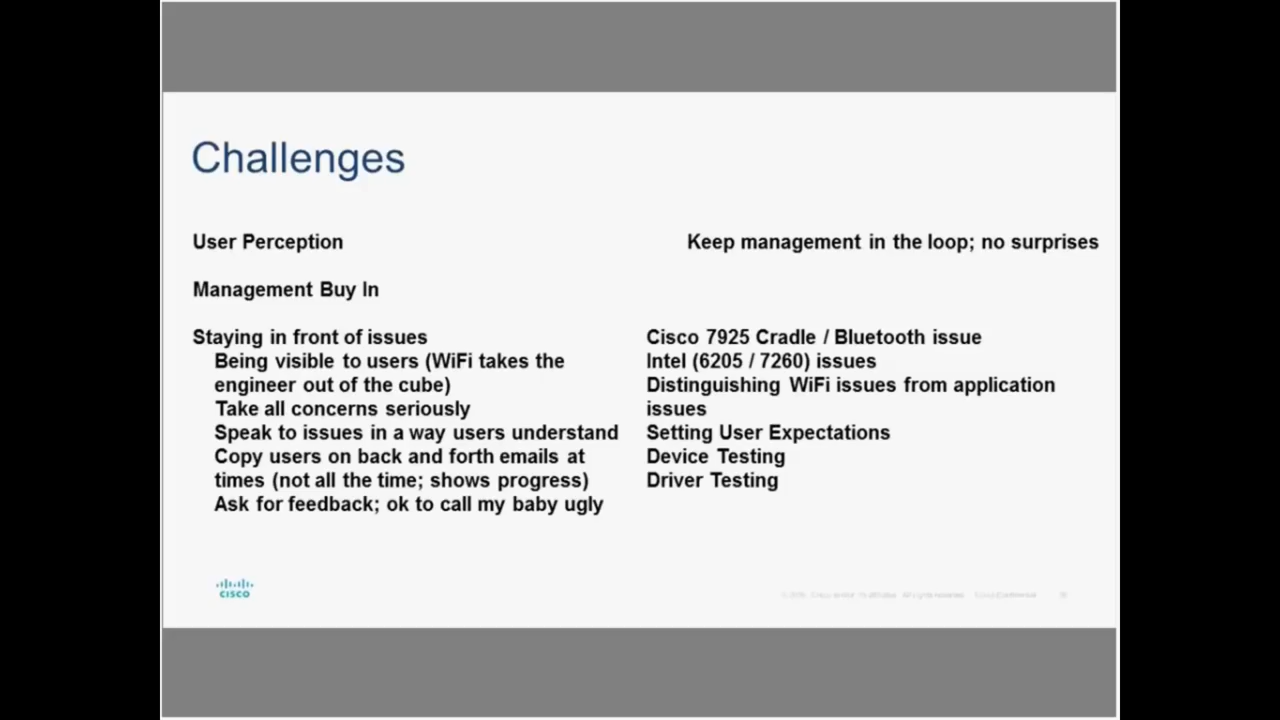 Challenges
User Perception
Management Buy In
Staying in front of issues
Being visible to users (WiFi takes the
engineer out of the cube)
Take all concerns seriously
Speak to issues in a way users understand
Copy users on back and forth emails at
times (not all the time; shows progress)
Ask for feedback; ok to call my baby ugly
Keep management in the loop; no surprises
Cisco 7925 Cradle / Bluetooth issue
Intel (6205 / 7260) issues
Distinguishing WiFi issues from application
issues
Setting User Expectations
Device Testing
Driver Testing
CISCO